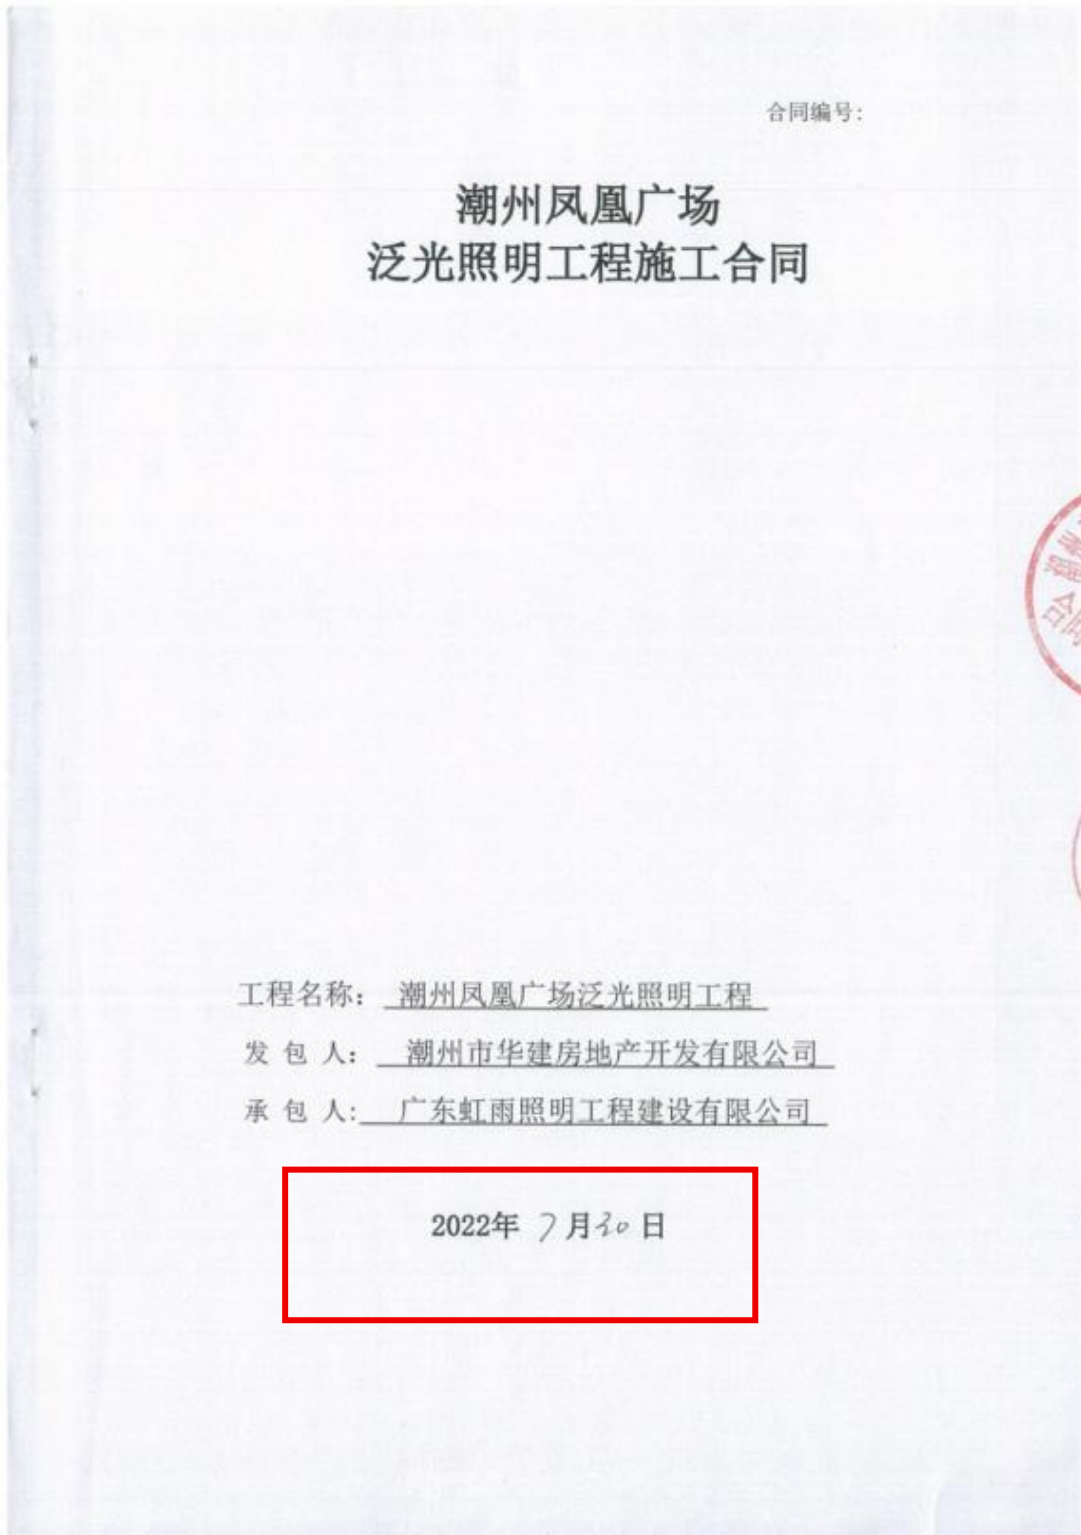 合同编号:
潮州凤凰广场
泛光照明工程施工合同
工程名称: 潮州凤凰广场泛光照明工程
发 包 人: 潮州市华建房地产开发有限公司
承 包 人: 广东虹雨照明工程建设有限公司
2022年 7月30日